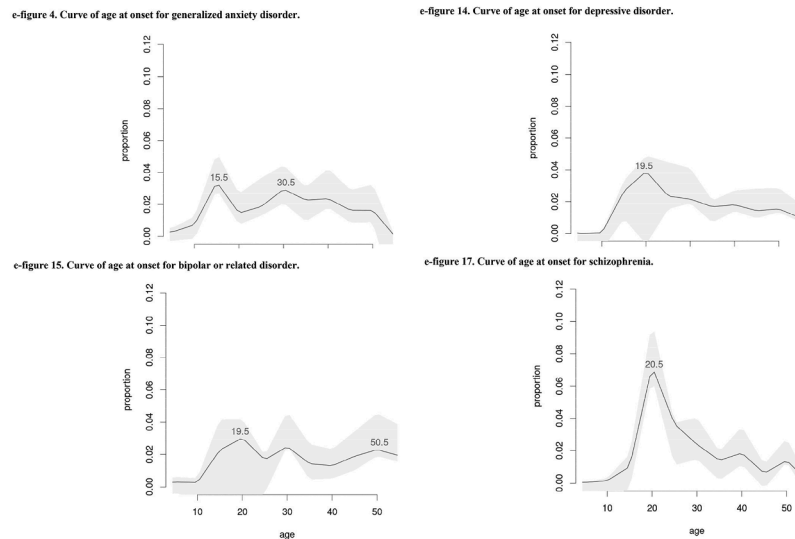 e-figure 4. Curve of age at onset for generalized anxiety disorder.
0.12
0.10
0.08
0.06
0.04
0.02
0.00
proportion
15.5
30.5
e-figure 14. Curve of age at onset for depressive disorder.
0.12
0.10
0.08
0.06
0.04
0.02
0.00
proportion
19.5
e-figure 15. Curve of age at onset for bipolar or related disorder.
0.12
0.10
0.08
0.06
0.04
0.02
0.00
proportion
19.5
50.5
10 20 30 40 50
age
e-figure 17. Curve of age at onset for schizophrenia.
0.12
0.10
0.08
0.06
0.04
0.02
0.00
proportion
20.5
10 20 30 40 50
age